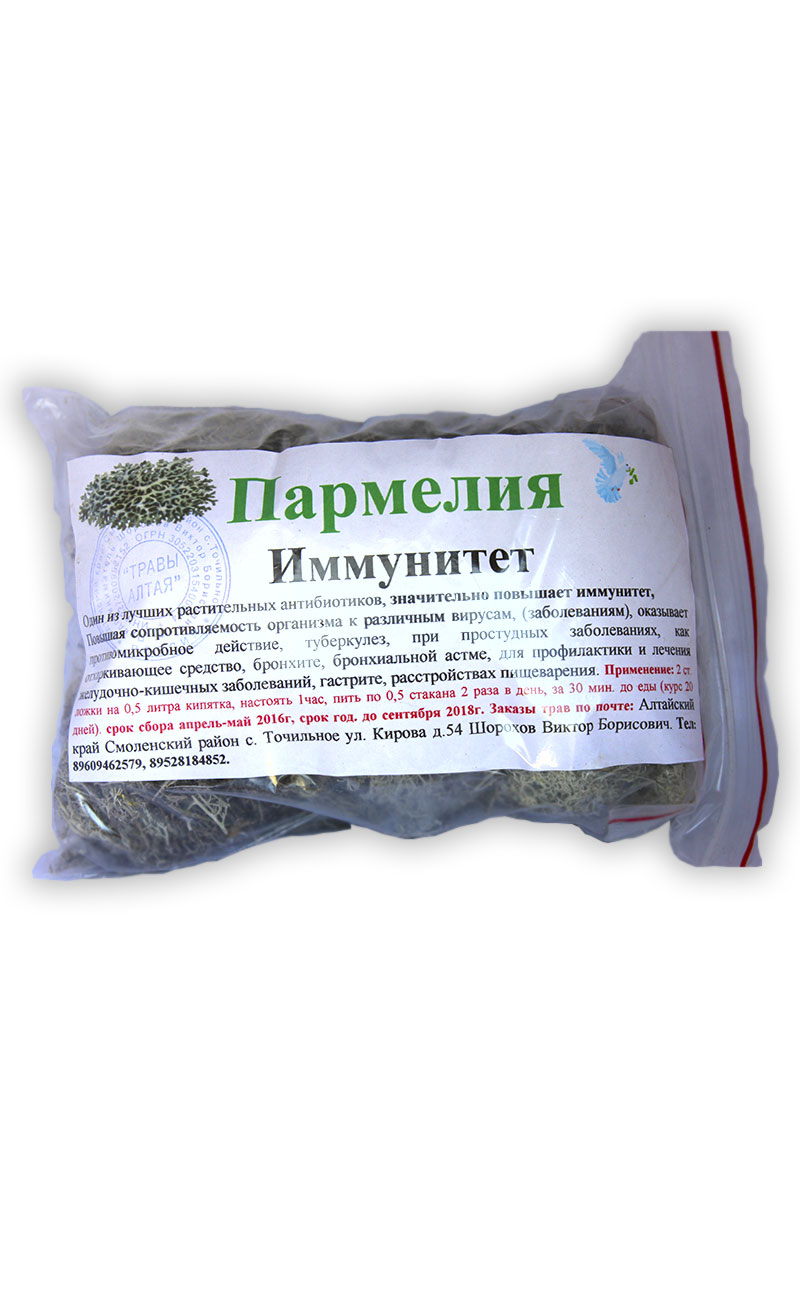 Пармелия
Иммунитет
"ТРАВЫ
АЛТАЯ"
Один из лучших растительных антибиотиков, значительно повышает иммунитет,
Повышая сопротивляемость организма к различным вирусам, (заболеваниям), оказывает
противомикробное действие, туберкулез, при простудных заболеваниях, как
отхаркивающее средство, бронхите, бронхиальной астме, для профилактики и лечения
желудочно-кишечных заболеваний, гастрите, расстройствах пищеварения. Применение: 2 ст.
ложки на 0,5 литра кипятка, настоять 1час, пить по 0,5 стакана 2 раза в день, за 30 мин. до еды (курс 20
дней). срок сбора апрель-май 2016г, срок год. до сентября 2018г. Заказы трав по почте: Алтайский
край Смоленский район с. Точильное ул. Кирова д.54 Шорохов Виктор Борисович. Тел:
89609462579, 89528184852.